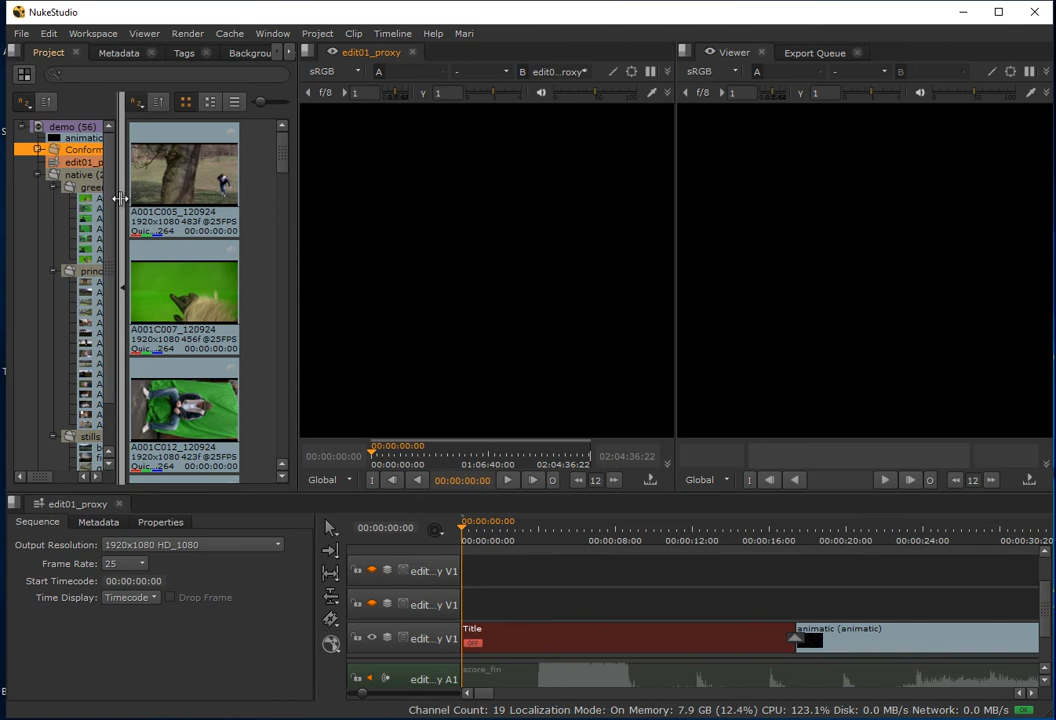 NukeStudio
File Edit Workspace Viewer Render Cache Window Project Clip Timeline Help Mari
Project Metadata Tags Backgrou edit01_proxy Viewer Export Queue
sRGB A - B edit0...roxy* sRGB A - B
f/8 1 y 1 f/8 1 y 1
demo (56)
animatic
Conform
edit01_p
native (2
gree
princ
stills
A001C005_120924
1920x1080 483f @25FPS
Quic...264 00:00:00:00
A001C007_120924
1920x1080 456f @25FPS
Quic...264 00:00:00:00
A001C012_120924
1920x1080 423f @25FPS
Quic...264 00:00:00:00
00:00:00:00
00:00:00:00 02:04:36:22
00:00:00:00 01:06:40:00 02:04:36:22
Global I 00:00:00:00 O 12 Global I O 12
edit01_proxy
Sequence Metadata Properties
Output Resolution: 1920x1080 HD_1080
Frame Rate: 25
Start Timecode: 00:00:00:00
Time Display: Timecode Drop Frame
00:00:00:00
00:00:00:00
00:00:00:00 00:00:08:00 00:00:12:00 00:00:16:00 00:00:20:00 00:00:24:00 00:00:30:20
edit...y V1
edit...y V1
edit...y V1
Title
OFF
animatic (animatic)
edit...y A1
score_fin
Channel Count: 19 Localization Mode: On Memory: 7.9 GB (12.4%) CPU: 123.1% Disk: 0.0 MB/s Network: 0.0 MB/s OK